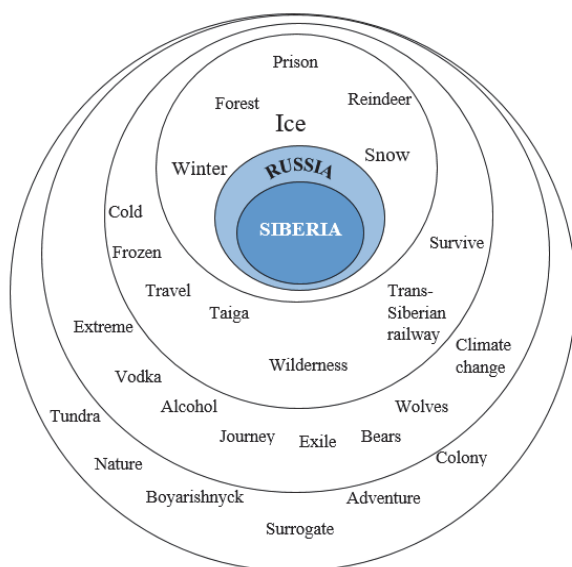 Prison
Forest
Reindeer
Ice
Winter
RUSSIA
Snow
SIBERIA
Cold
Frozen
Survive
Travel
Taiga
Trans-
Siberian
railway
Extreme
Wilderness
Climate
change
Vodka
Alcohol
Wolves
Tundra
Journey
Exile
Bears
Nature
Colony
Boyarishnyck
Adventure
Surrogate